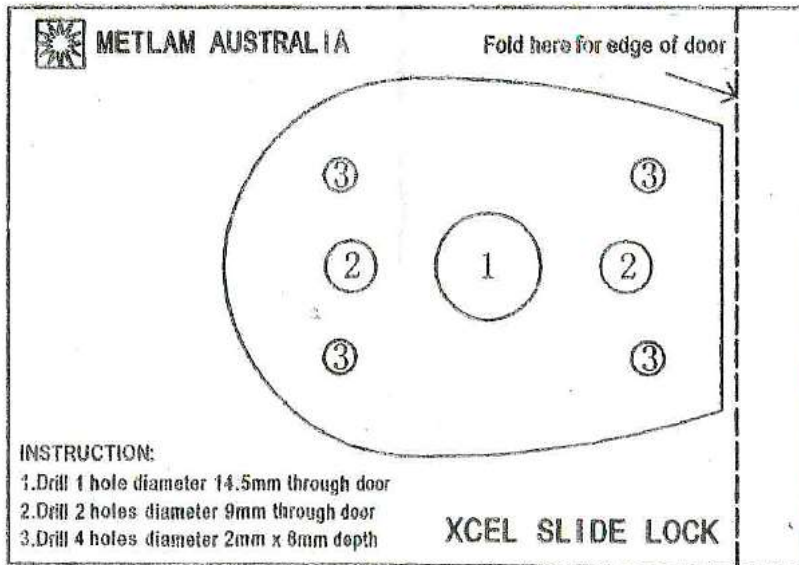 METLAM AUSTRALIA
Fold here for edge of door
3 3
2 1 2
3 3
INSTRUCTION:
1.Drill 1 hole diameter 14.5mm through door
2.Drill 2 holes diameter 9mm through door
3.Drill 4 holes diameter 2mm x 8mm depth
XCEL SLIDE LOCK